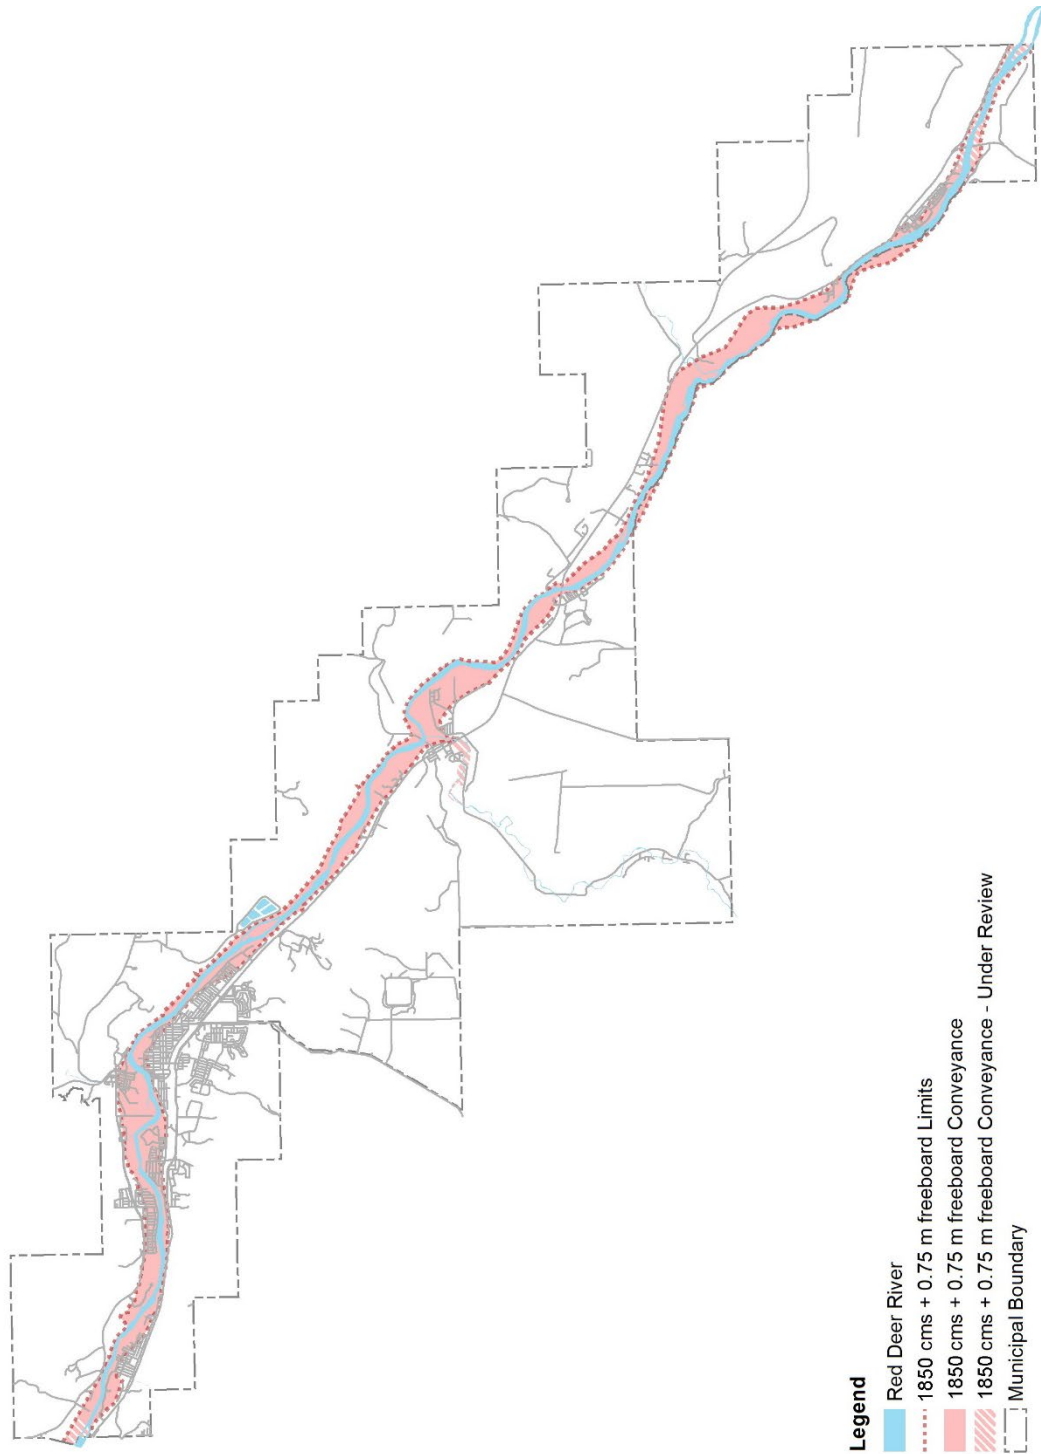 Legend
Red Deer River
1850 cms + 0.75 m freeboard Limits
1850 cms + 0.75 m freeboard Conveyance
1850 cms + 0.75 m freeboard Conveyance - Under Review
Municipal Boundary